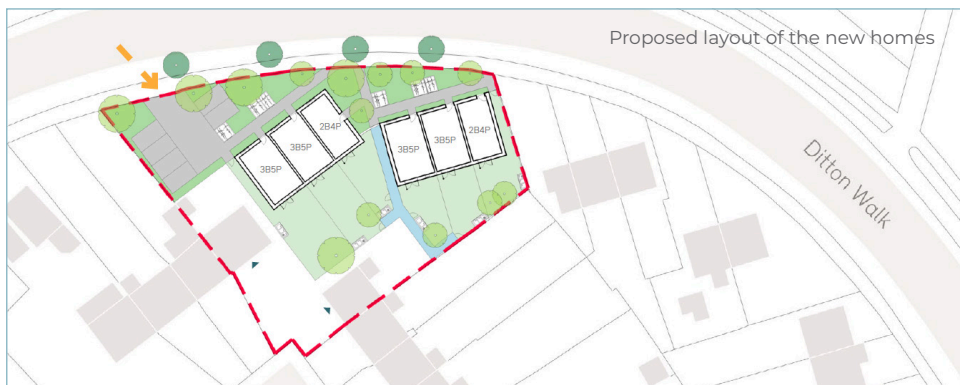 Proposed layout of the new homes
Ditton Walk
3B5P
3B5P
2B4P
3B5P
3B5P
2B4P